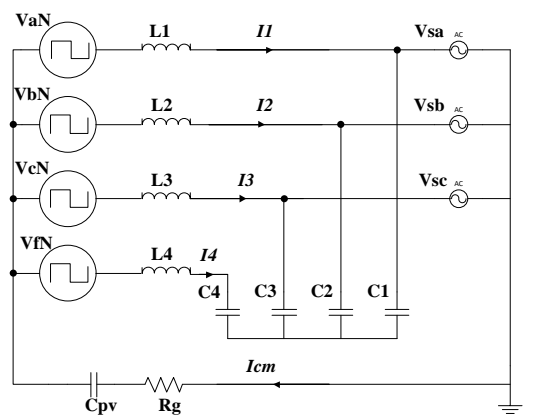 VaN L1 I1 Vsa AC
VbN L2 I2 Vsb AC
VcN L3 I3 Vsc AC
VfN L4 I4
C4 C3 C2 C1
Icm
Cpv Rg